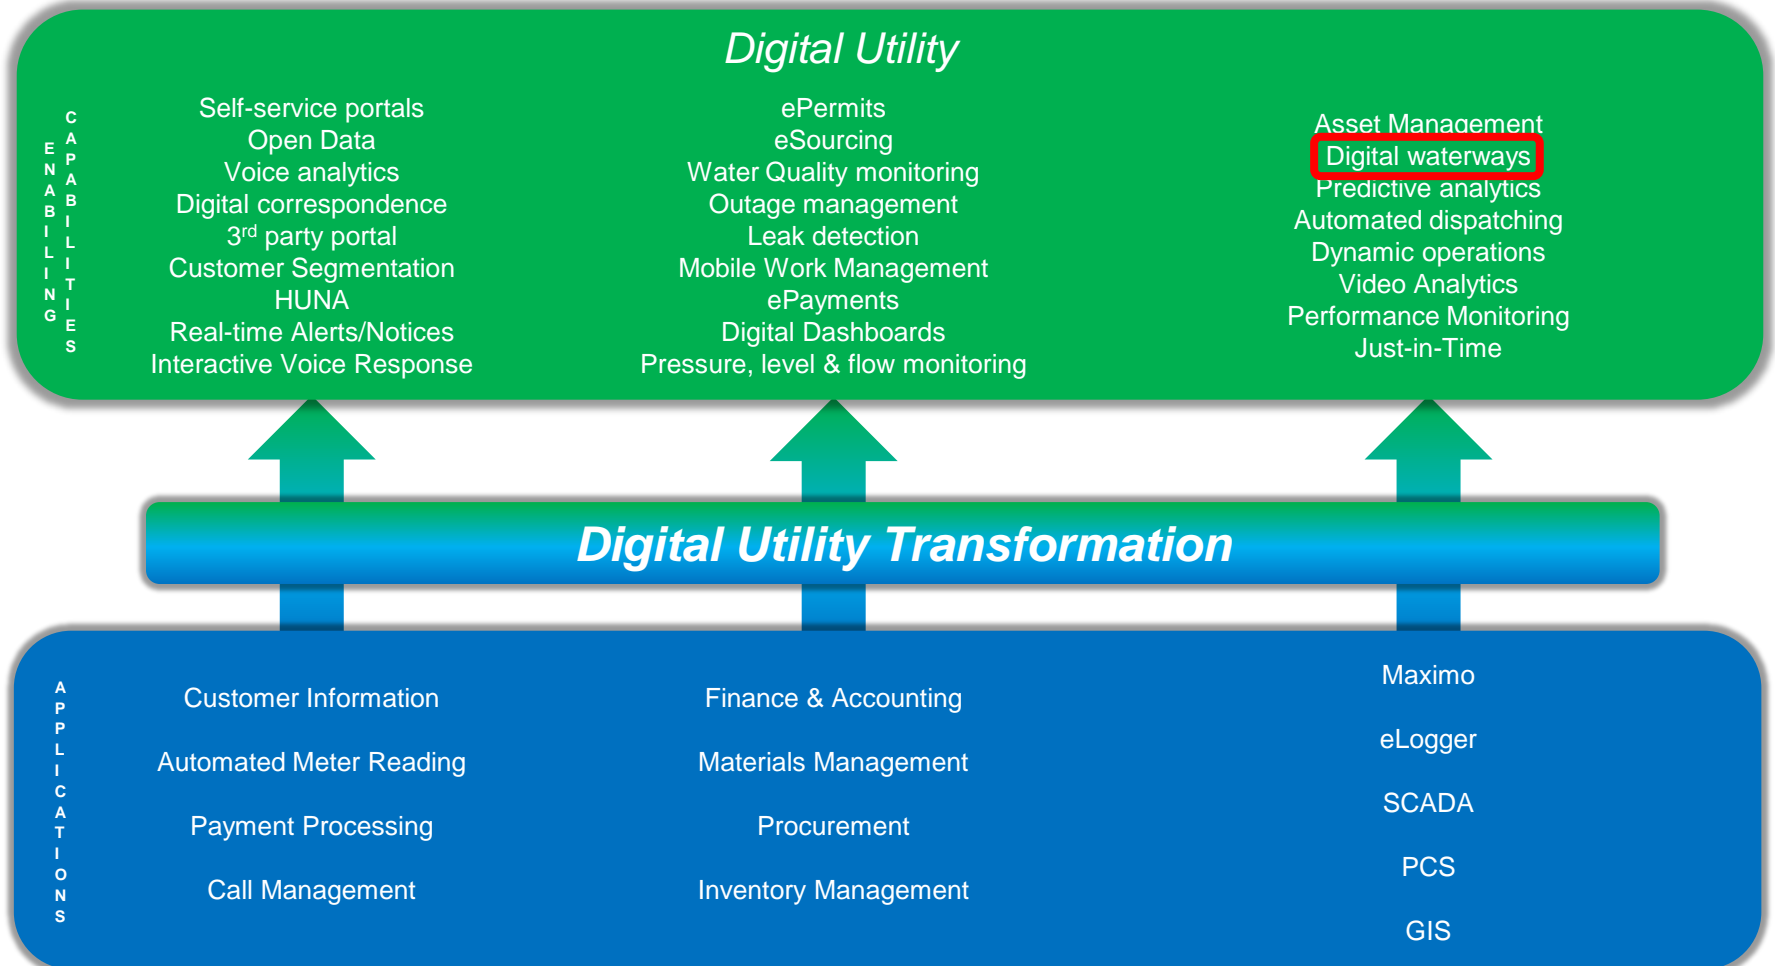 Digital Utility
ENABILING
CAPABILITIES
Self-service portals
Open Data
Voice analytics
Digital correspondence
3rd party portal
Customer Segmentation
HUNA
Real-time Alerts/Notices
Interactive Voice Response
ePermits
eSourcing
Water Quality monitoring
Outage management
Leak detection
Mobile Work Management
ePayments
Digital Dashboards
Pressure, level & flow monitoring
Asset Management
Digital waterways
Predictive analytics
Automated dispatching
Dynamic operations
Video Analytics
Performance Monitoring
Just-in-Time
Digital Utility Transformation
APPLICATIONS
Customer Information
Automated Meter Reading
Payment Processing
Call Management
Finance & Accounting
Materials Management
Procurement
Inventory Management
Maximo
eLogger
SCADA
PCS
GIS